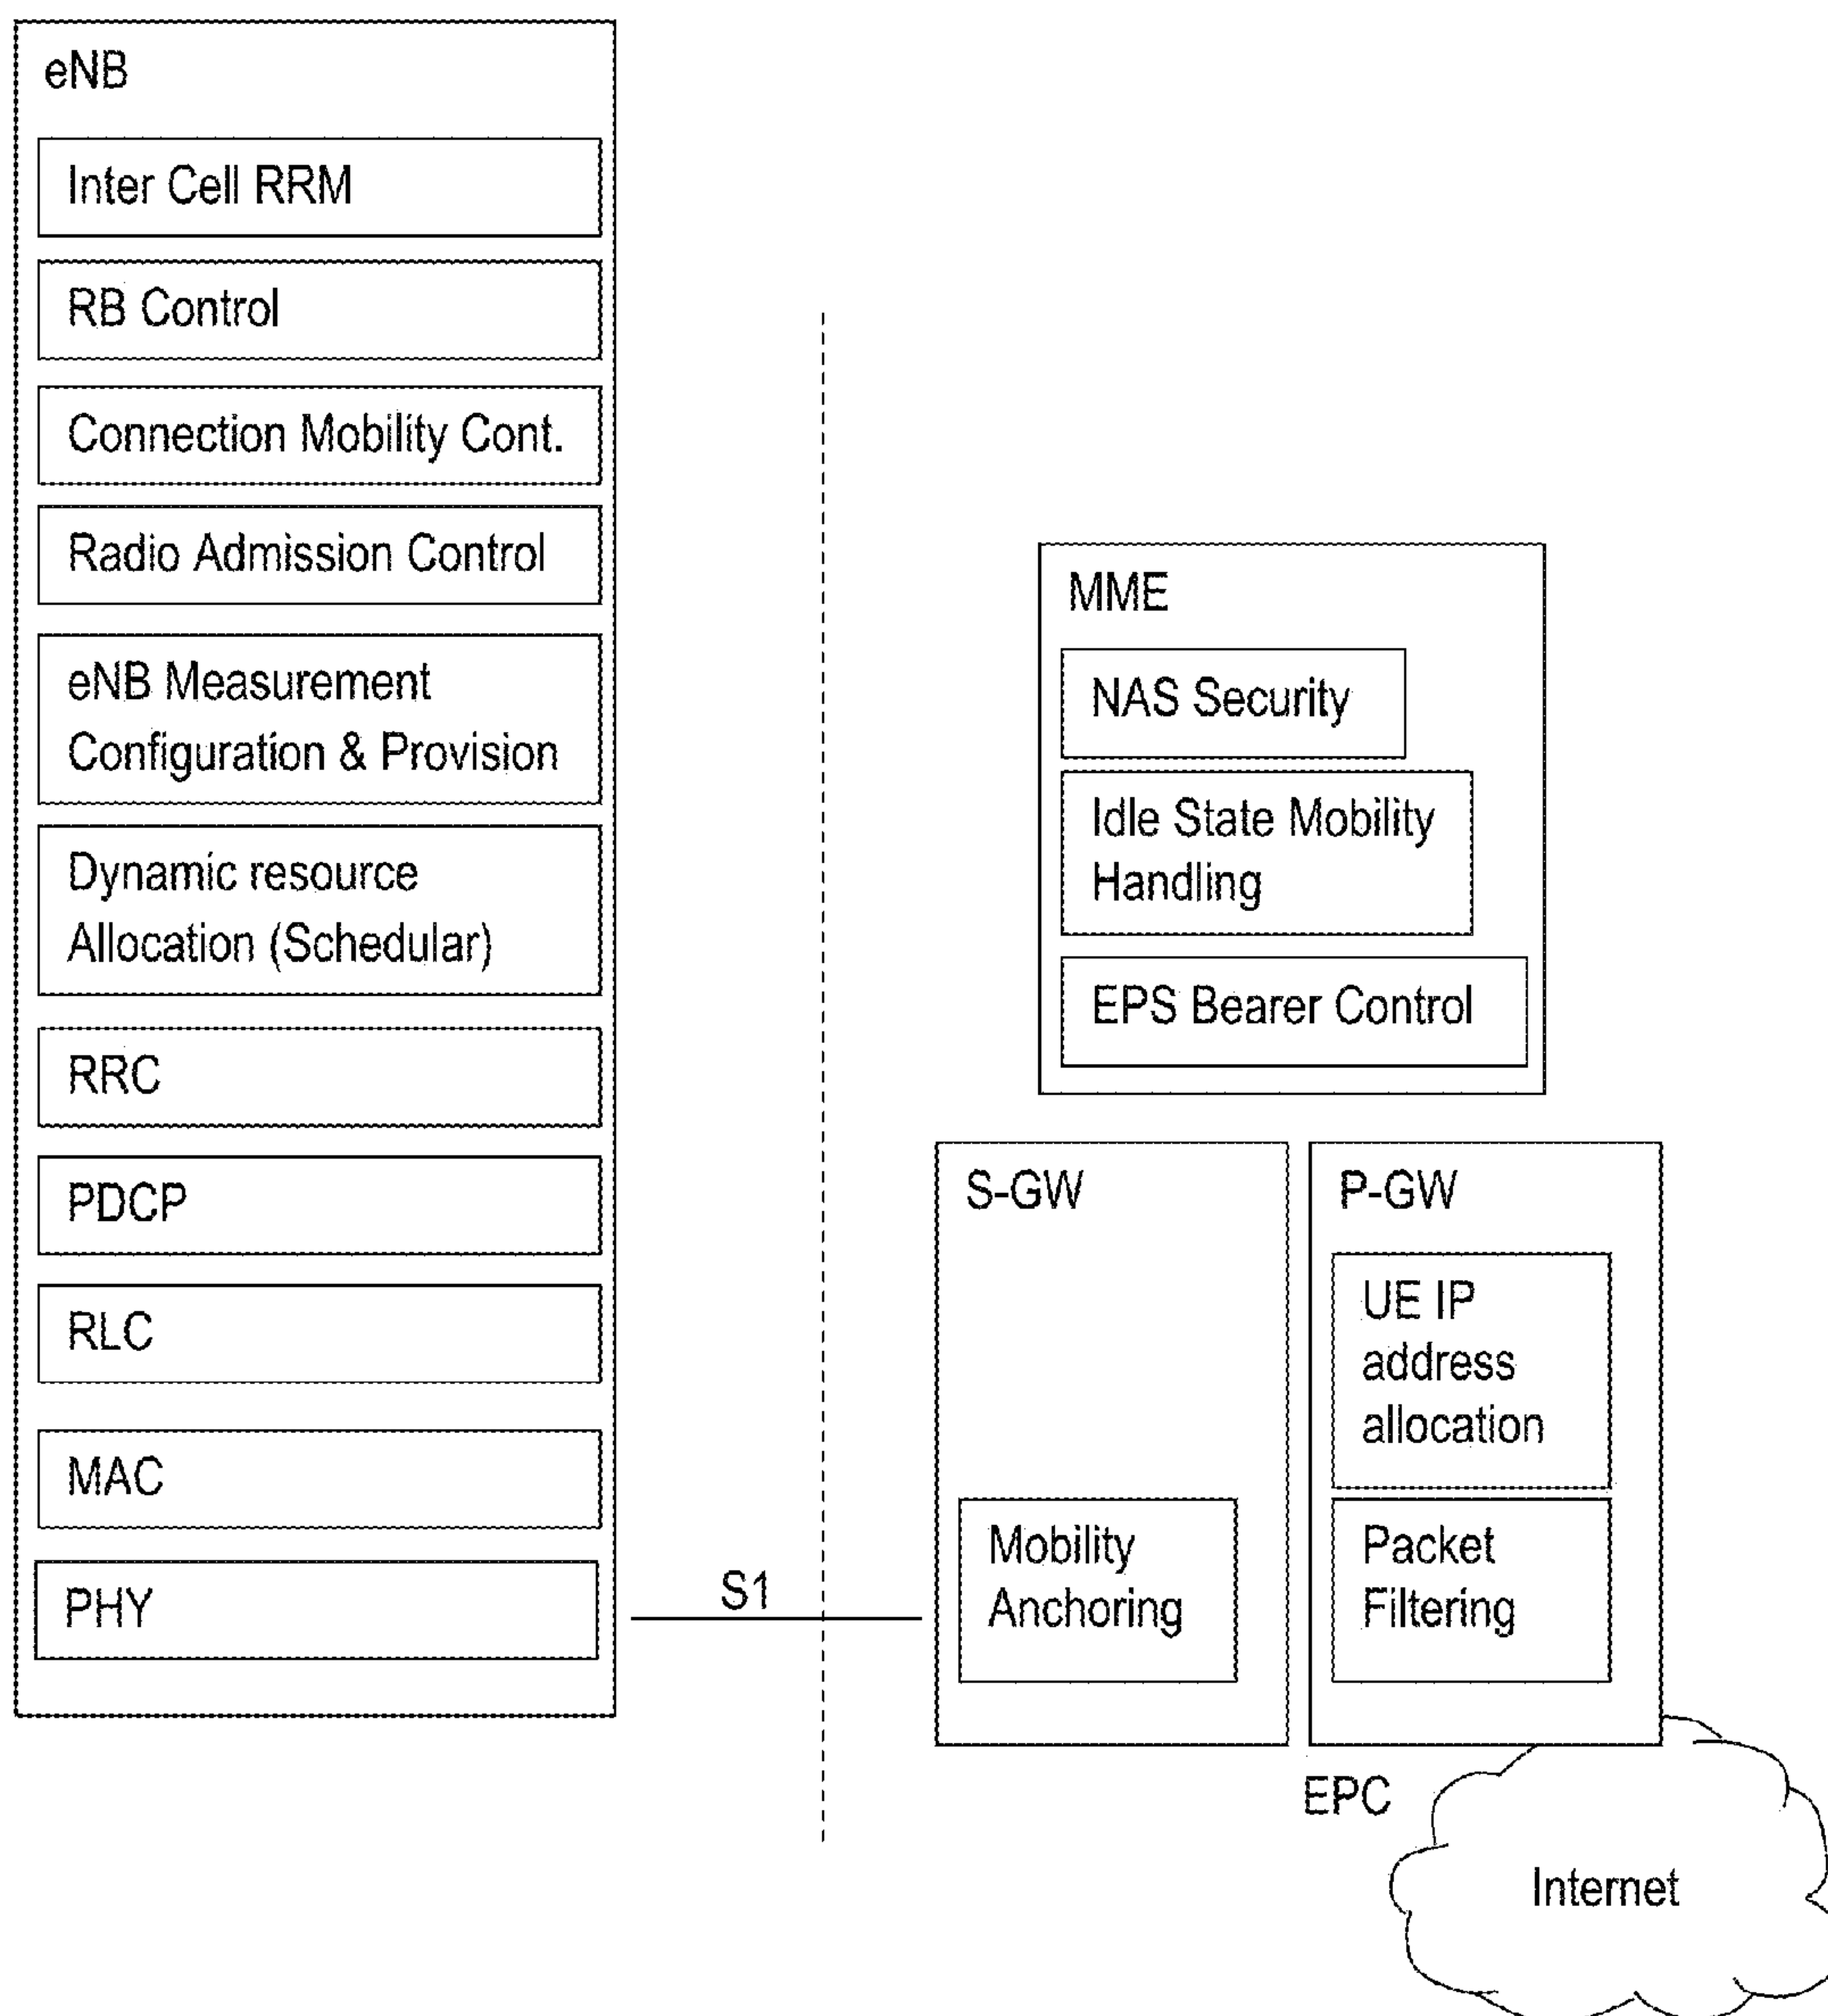 eNB
Inter Cell RRM
RB Control
Connection Mobility Cont.
Radio Admission Control
eNB Measurement
Configuration & Provision
Dynamic resource
Allocation (Schedular)
RRC
PDCP
RLC
MAC
PHY
S1
MME
NAS Security
Idle State Mobility
Handling
EPS Bearer Control
S-GW
Mobility
Anchoring
P-GW
UE IP
address
allocation
Packet
Filtering
EPC
Internet